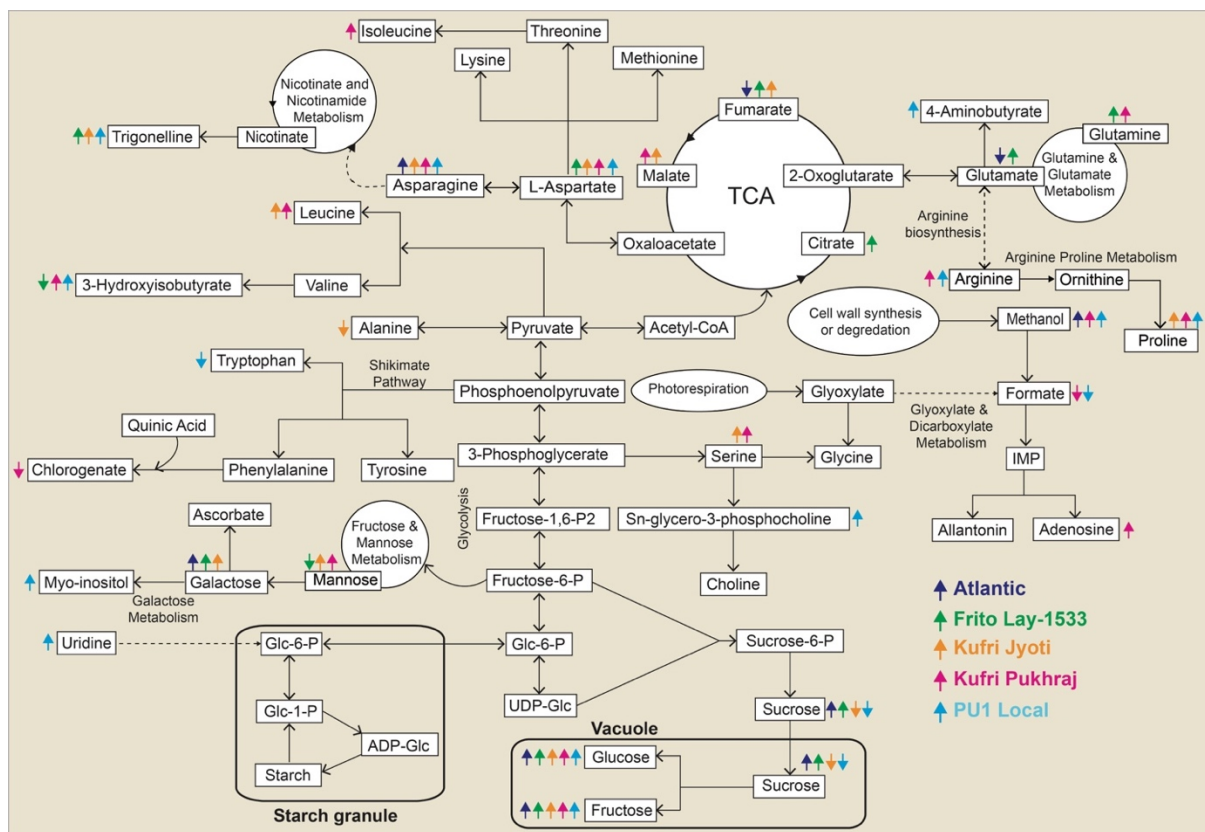 Isoleucine
Threonine
Lysine
Methionine
Nicotinate and
Nicotinamide
Metabolism
Trigonelline
Nicotinate
Asparagine
L-Aspartate
Fumarate
Malate
TCA
2-Oxoglutarate
Oxaloacetate
Citrate
4-Aminobutyrate
Glutamine
Glutamate
Glutamine &
Glutamate
Metabolism
Arginine
biosynthesis
Arginine Proline Metabolism
Arginine
Ornithine
Proline
Leucine
3-Hydroxyisobutyrate
Valine
Alanine
Pyruvate
Acetyl-CoA
Cell wall synthesis
or degredation
Methanol
Tryptophan
Shikimate
Pathway
Phosphoenolpyruvate
Photorespiration
Glyoxylate
Formate
Glyoxylate &
Dicarboxylate
Metabolism
Quinic Acid
Chlorogenate
Phenylalanine
Tyrosine
3-Phosphoglycerate
Serine
Glycine
IMP
Glycolysis
Ascorbate
Fructose &
Mannose
Metabolism
Fructose-1,6-P2
Sn-glycero-3-phosphocholine
Allantonin
Adenosine
Myo-inositol
Galactose
Mannose
Galactose
Metabolism
Fructose-6-P
Choline
Uridine
Glc-6-P
Glc-6-P
Sucrose-6-P
Glc-1-P
ADP-Glc
Starch
Starch granule
UDP-Glc
Sucrose
Vacuole
Glucose
Sucrose
Fructose
Atlantic
Frito Lay-1533
Kufri Jyoti
Kufri Pukhraj
PU1 Local